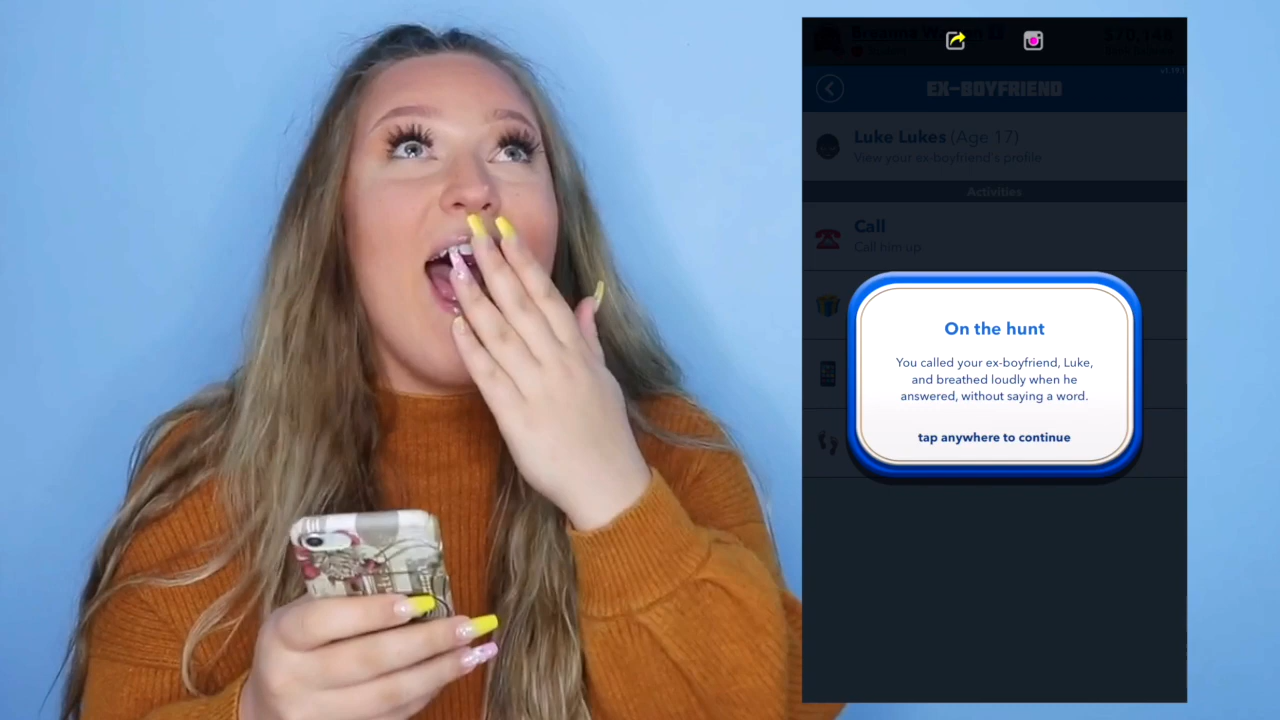 EX-BOYFRIEND
Luke Lukes (Age 17)
View your ex-boyfriend's profile
Activities
Call
Call him up
On the hunt
You called your ex-boyfriend, Luke,
and breathed loudly when he
answered, without saying a word.
tap anywhere to continue